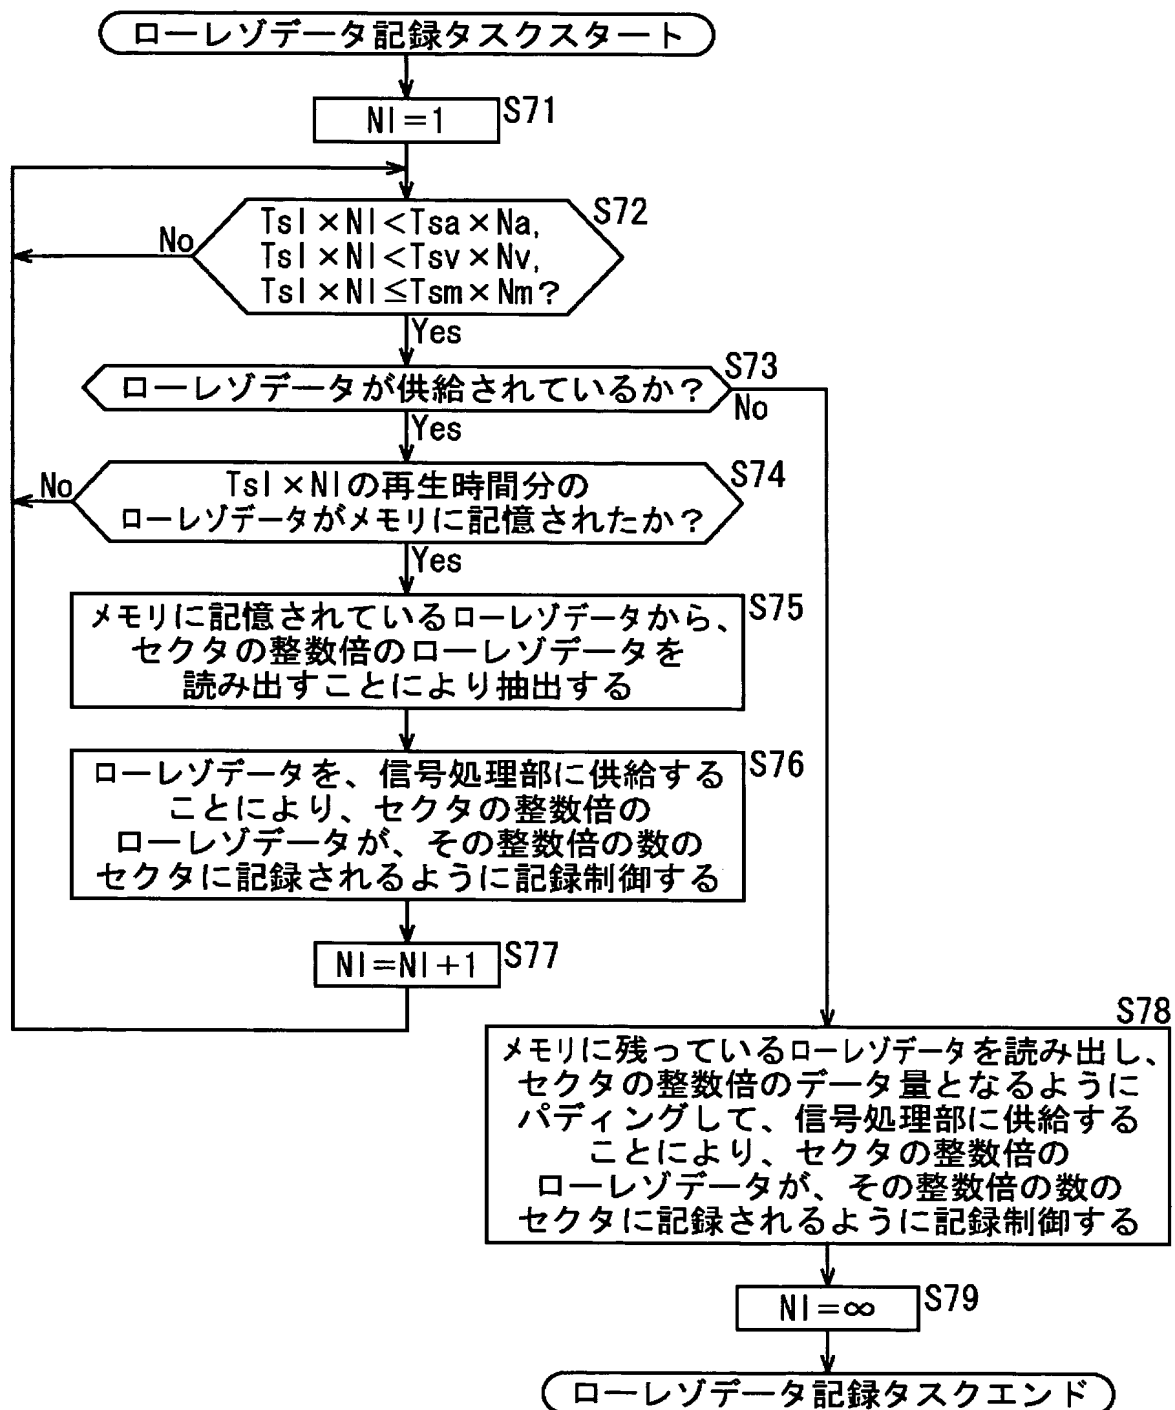 ローレゾデータ記録タスクスタート
Nl=1
S71
Tsl×Nl<Tsa×Na,
Tsl×Nl<Tsv×Nv,
Tsl×Nl≦Tsm×Nm?
S72
No
Yes
ローレゾデータが供給されているか?
S73
No
Yes
Tsl×Nlの再生時間分の
ローレゾデータがメモリに記憶されたか?
S74
No
Yes
メモリに記憶されているローレゾデータから、
セクタの整数倍のローレゾデータを
読み出すことにより抽出する
S75
ローレゾデータを、信号処理部に供給する
ことにより、セクタの整数倍の
ローレゾデータが、その整数倍の数の
セクタに記録されるように記録制御する
S76
Nl=Nl+1
S77
S78
メモリに残っているローレゾデータを読み出し、
セクタの整数倍のデータ量となるように
パディングして、信号処理部に供給する
ことにより、セクタの整数倍の
ローレゾデータが、その整数倍の数の
セクタに記録されるように記録制御する
Nl=∞
S79
ローレゾデータ記録タスクエンド